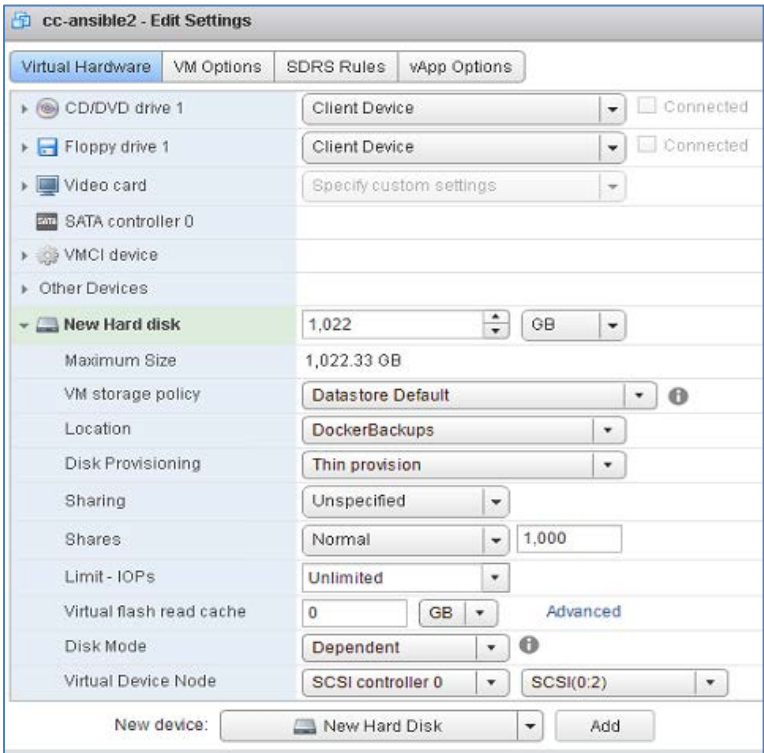 cc-ansible2 - Edit Settings
Virtual Hardware VM Options SDRS Rules vApp Options
CD/DVD drive 1 Client Device Connected
Floppy drive 1 Client Device Connected
Video card Specify custom settings
SATA SATA controller 0
VMCI device
Other Devices
New Hard disk 1,022 GB
Maximum Size 1,022.33 GB
VM storage policy Datastore Default
Location DockerBackups
Disk Provisioning Thin provision
Sharing Unspecified
Shares Normal 1,000
Limit - IOPs Unlimited
Virtual flash read cache 0 GB Advanced
Disk Mode Dependent
Virtual Device Node SCSI controller 0 SCSI(0:2)
New device: New Hard Disk Add